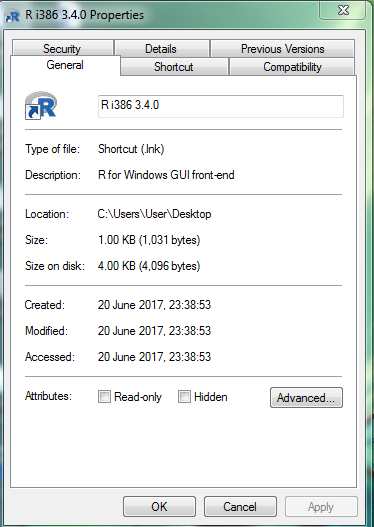 R i386 3.4.0 Properties
Security Details Previous Versions
General Shortcut Compatibility
R
R i386 3.4.0
Type of file: Shortcut (.lnk)
Description: R for Windows GUI front-end
Location: C:\Users\User\Desktop
Size: 1.00 KB (1,031 bytes)
Size on disk: 4.00 KB (4,096 bytes)
Created: 20 June 2017, 23:38:53
Modified: 20 June 2017, 23:38:53
Accessed: 20 June 2017, 23:38:53
Attributes: Read-only Hidden Advanced...
OK Cancel Apply